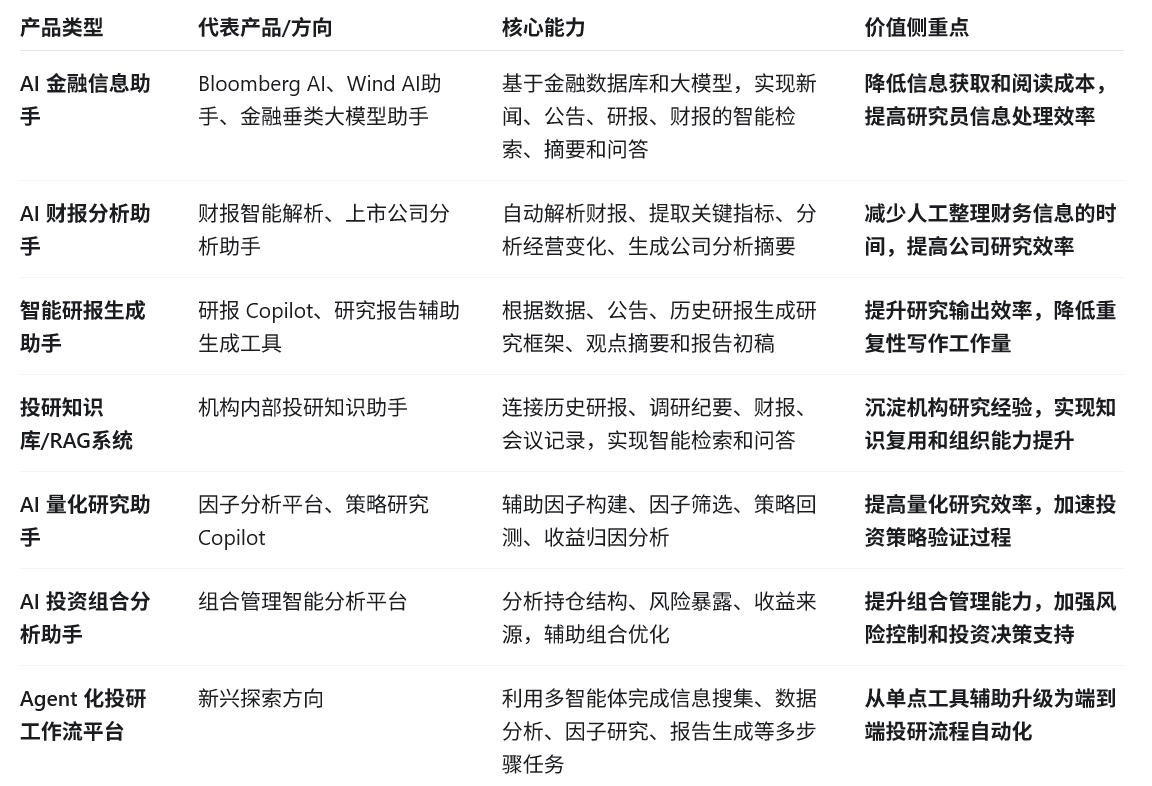 产品类型 代表产品/方向 核心能力 价值侧重点
AI 金融信息助 Bloomberg AI、Wind AI助 基于金融数据库和大模型，实现新 降低信息获取和阅读成本，
手 手、金融垂类大模型助手 闻、公告、研报、财报的智能检 提高研究员信息处理效率
索、摘要和问答
AI 财报分析助 财报智能解析、上市公司分 自动解析财报、提取关键指标、分 减少人工整理财务信息的时
手 析助手 析经营变化、生成公司分析摘要 间，提高公司研究效率
智能研报生成 研报 Copilot、研究报告辅助 根据数据、公告、历史研报生成研 提升研究输出效率，降低重
助手 生成工具 究框架、观点摘要和报告初稿 复性写作工作量
投研知识 机构内部投研知识助手 连接历史研报、调研纪要、财报、 沉淀机构研究经验，实现知
库/RAG系统 会议记录，实现智能检索和问答 识复用和组织能力提升
AI 量化研究助 因子分析平台、策略研究 辅助因子构建、因子筛选、策略回 提高量化研究效率，加速投
手 Copilot 测、收益归因分析 资策略验证过程
AI 投资组合分 组合管理智能分析平台 分析持仓结构、风险暴露、收益来 提升组合管理能力，加强风
析助手 源，辅助组合优化 险控制和投资决策支持
Agent 化投研 新兴探索方向 利用多智能体完成信息搜集、数据 从单点工具辅助升级为端到
工作流平台 分析、因子研究、报告生成等多步 端投研流程自动化
骤任务